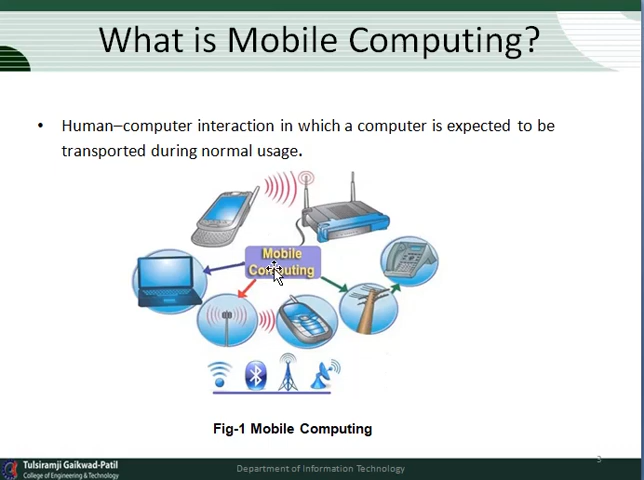 What is Mobile Computing?
• Human–computer interaction in which a computer is expected to be
transported during normal usage.
Mobile
Computing
Fig-1 Mobile Computing
Tulsiramji Gaikwad-Patil
College of Engineering & Technology
Department of Information Technology
3